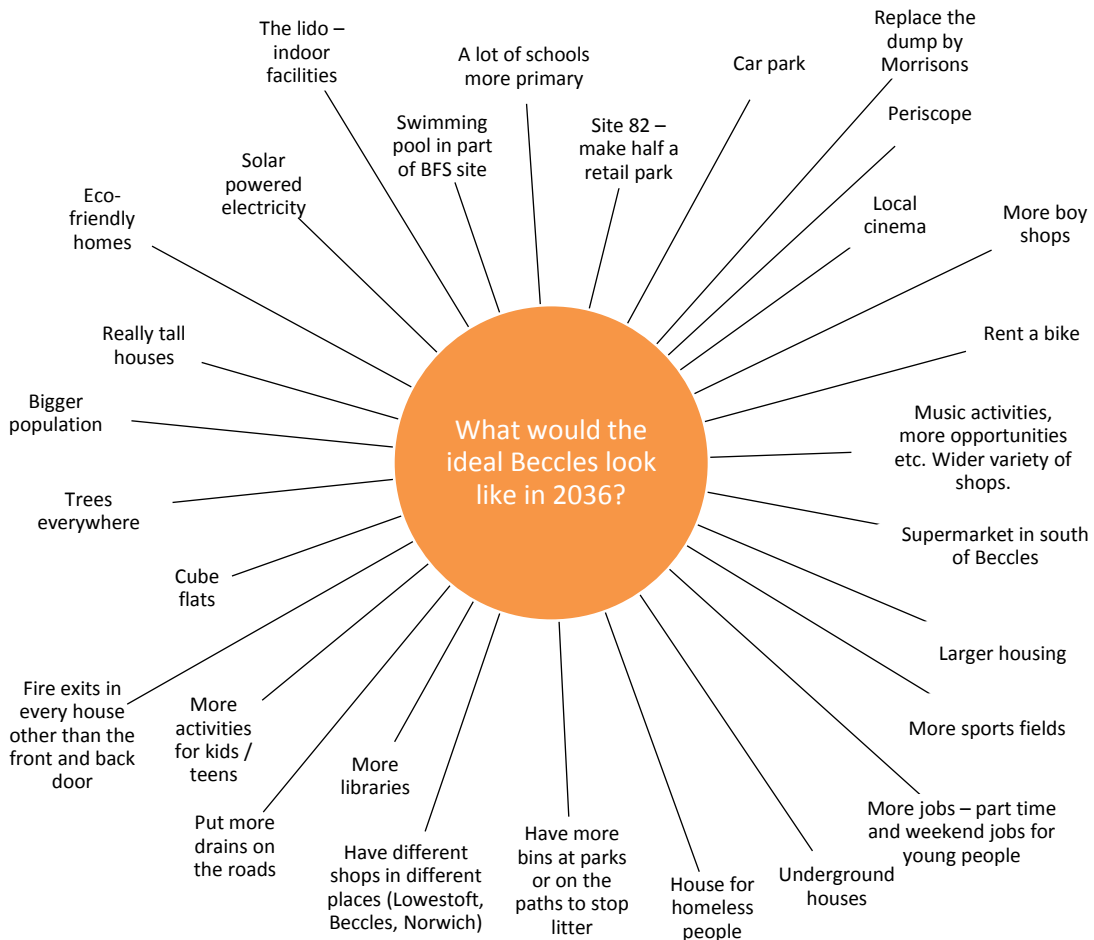 The lido –
indoor
facilities
A lot of schools
more primary
Car park
Replace the
dump by
Morrisons
Swimming
pool in part
of BFS site
Site 82 –
make half a
retail park
Periscope
Solar
powered
electricity
Local
cinema
Eco-
friendly
homes
More boy
shops
Really tall
houses
Rent a bike
Bigger
population
What would the
ideal Beccles look
like in 2036?
Music activities,
more opportunities
etc. Wider variety of
shops.
Trees
everywhere
Supermarket in south
of Beccles
Cube
flats
Larger housing
Fire exits in
every house
other than the
front and back
door
More
activities
for kids /
teens
More sports fields
More
libraries
Put more
drains on
the roads
More jobs – part time
and weekend jobs for
young people
Have different
shops in different
places (Lowestoft,
Beccles, Norwich)
Have more
bins at parks
or on the
paths to stop
litter
House for
homeless
people
Underground
houses